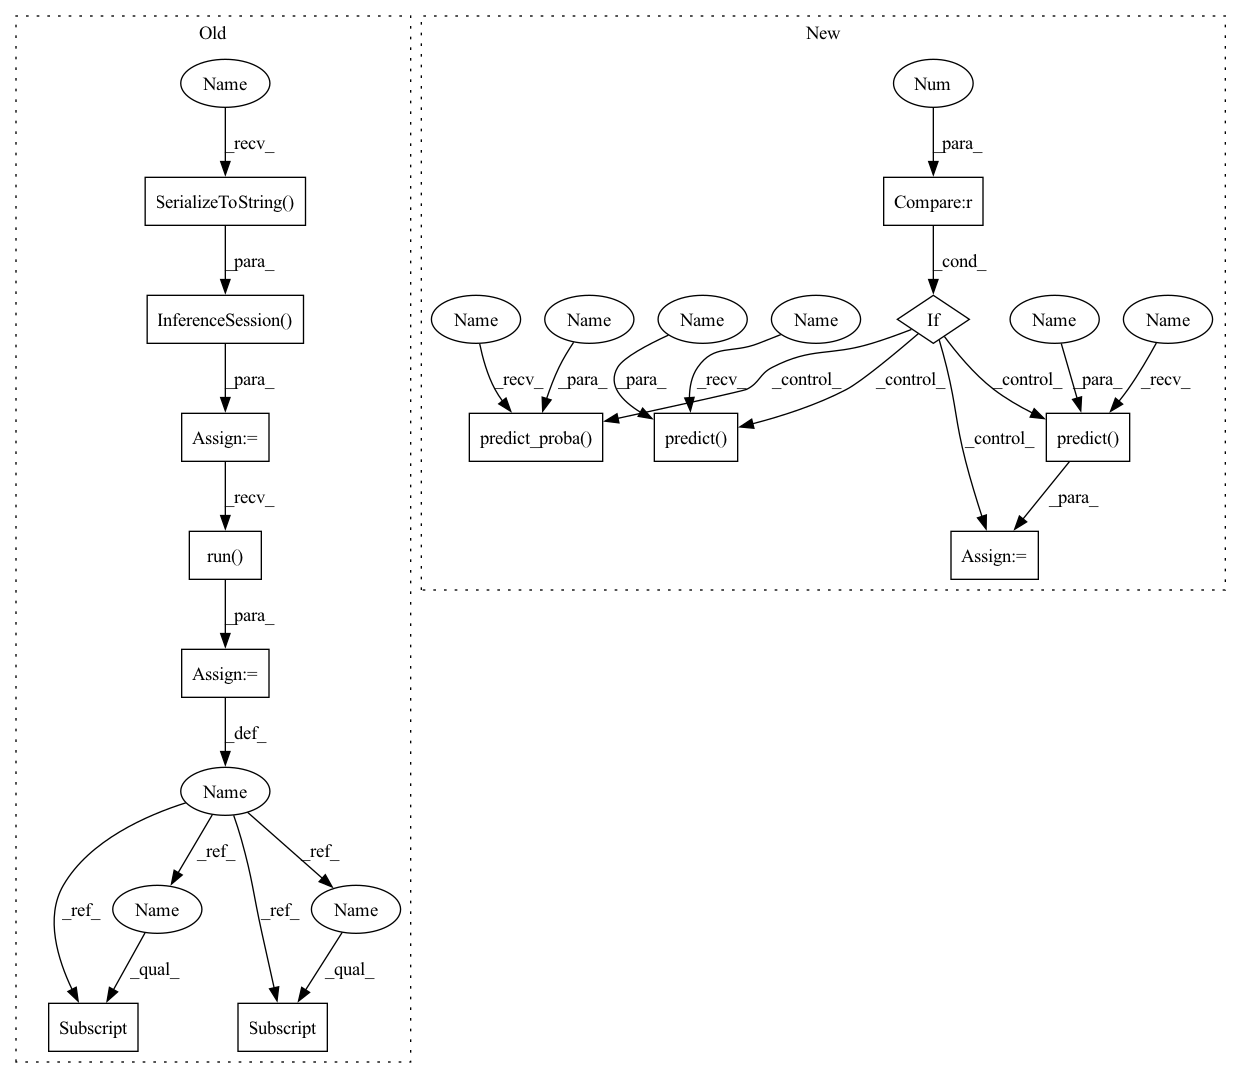 Old
Name
_recv_
SerializeToString()
_para_
InferenceSession()
_para_
Assign:=
_recv_
run()
_para_
Assign:=
_def_
Name
_ref_
_ref_
_ref_
_ref_
Name
Name
_qual_
_qual_
Subscript
Subscript
New
Num
_para_
Compare:r
_cond_
Name
Name
Name
Name
If
Name
Name
_recv_
_para_
_para_
_recv_
_control_
_control_
_control_
_para_
_recv_
predict_proba()
predict()
_control_
predict()
_para_
Assign:=